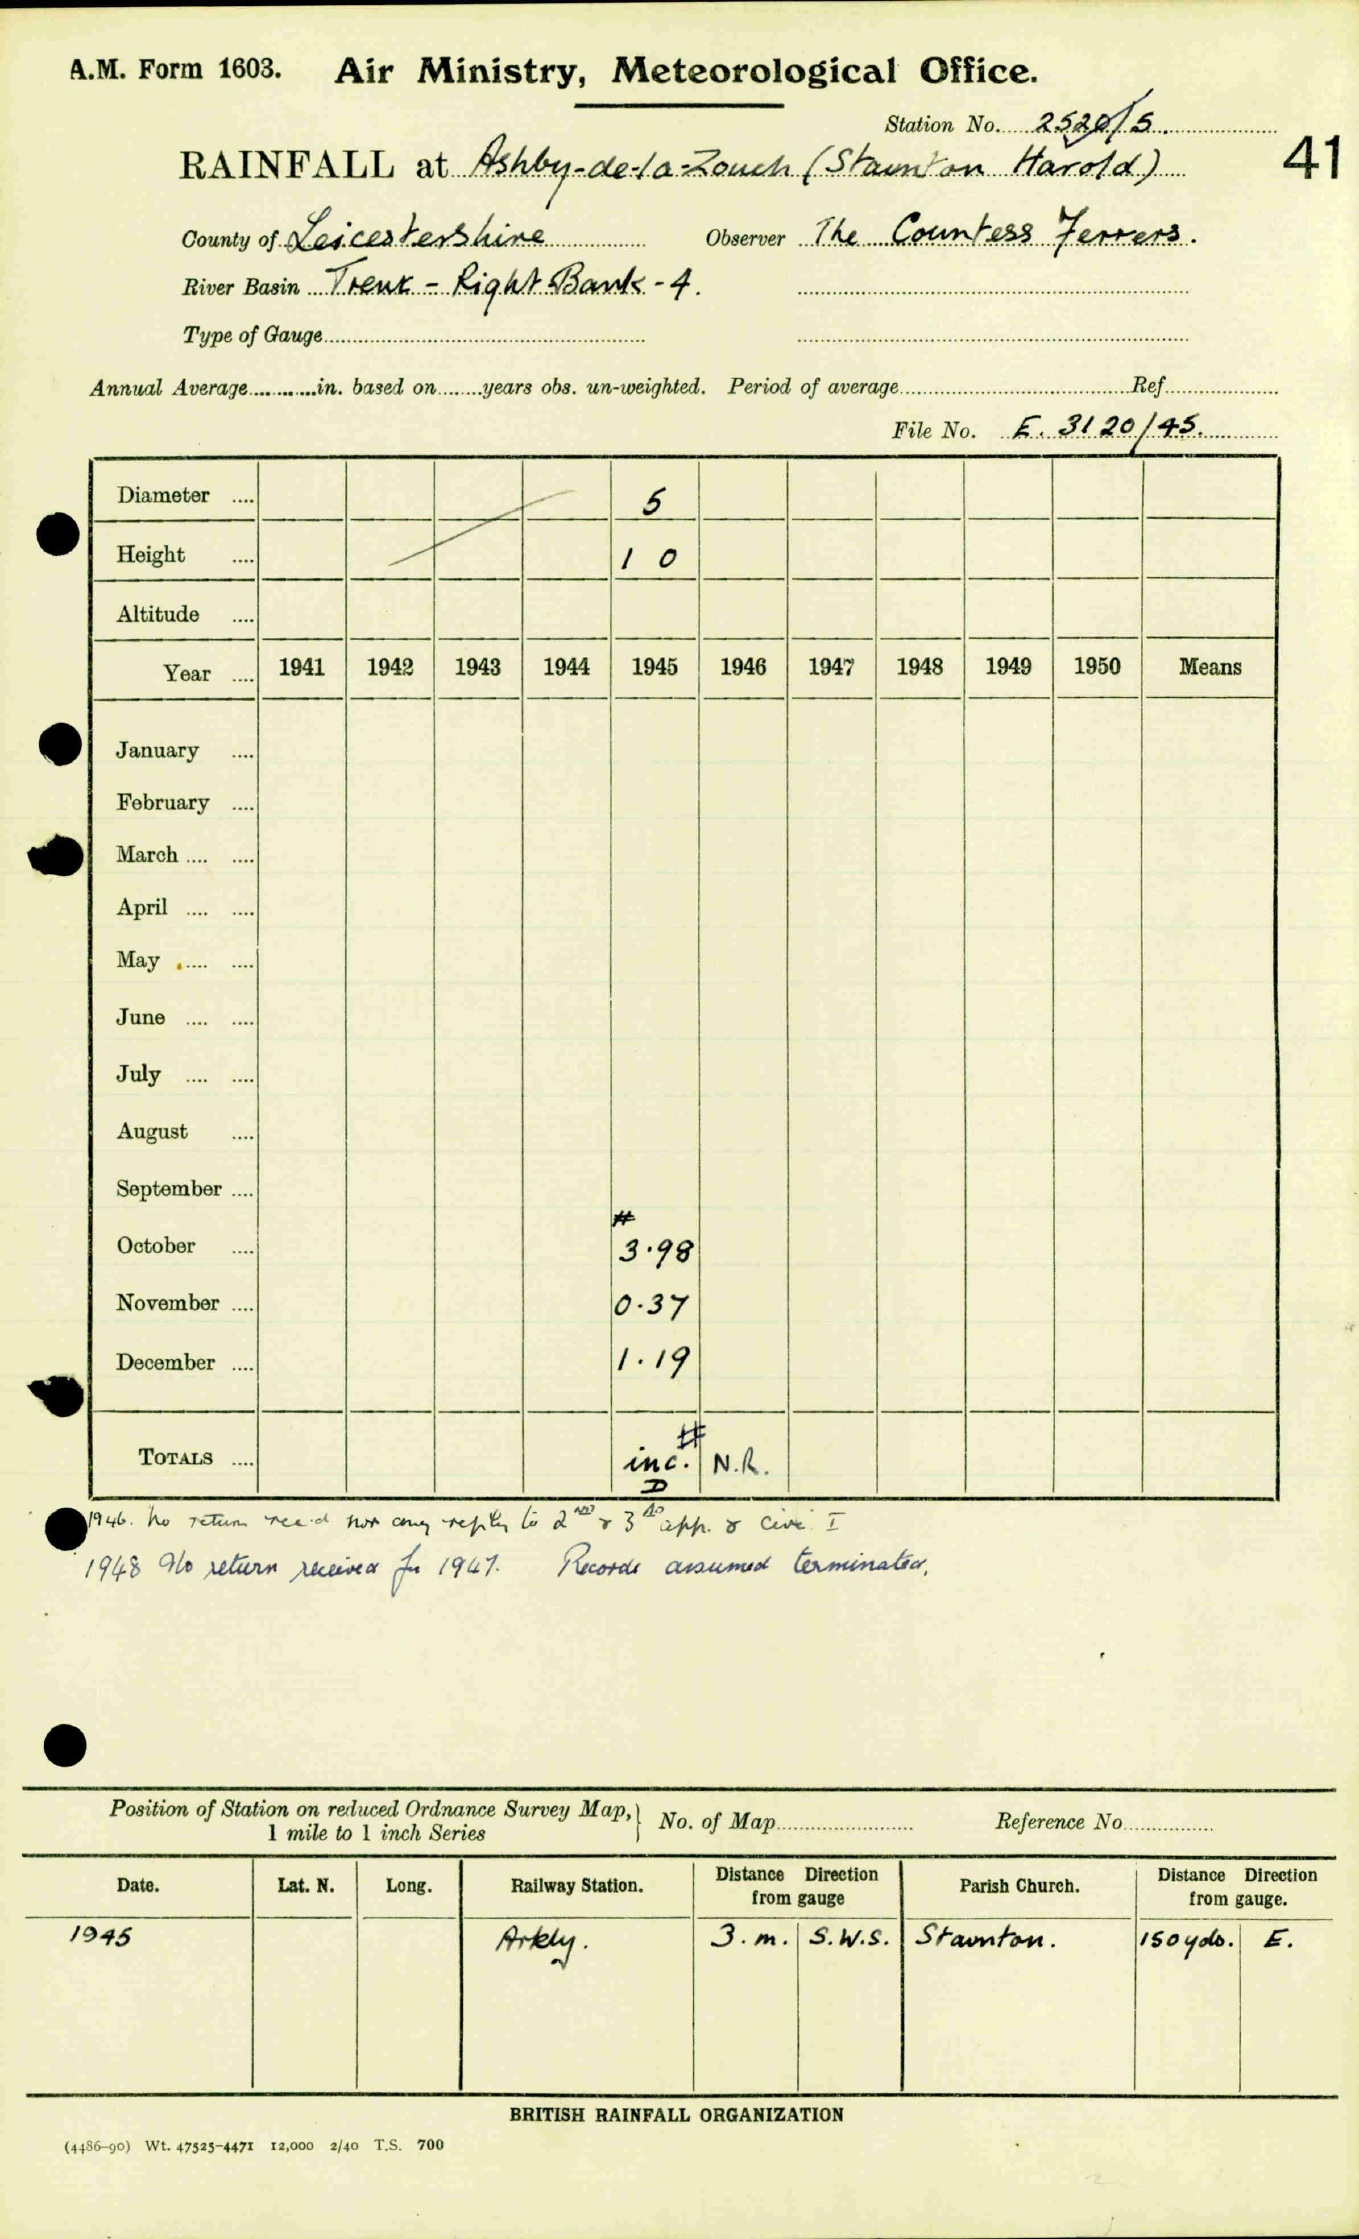 A.M. Form 1603. Air Ministry, Meteorological Office.
Station No. 2520/5.
41
RAINFALL at Ashby-de-la-Zouch (Staunton Harold)
County of Leicestershire Observer The Countess Ferrers.
River Basin Trent - Right Bank - 4.
Type of Gauge
Annual Average in. based on years obs. un-weighted. Period of average Ref
File No. E. 3120/45.
Diameter 5
Height 1 0
Altitude
Year 1941 1942 1943 1944 1945 1946 1947 1948 1949 1950 Means
January
February
March
April
May
June
July
August
September
#
October 3.98
November 0.37
December 1.19
#
TOTALS inc. N.R.
D
1946. No return rec-d nor any reply to 2nd & 3rd app. & Circ. I
1948 No return received for 1947. Records assumed terminated.
Position of Station on reduced Ordnance Survey Map, 1 mile to 1 inch Series } No. of Map Reference No.
Date. Lat. N. Long. Railway Station. Distance Direction from gauge Parish Church. Distance Direction from gauge.
1945 3. m. S.W.S. Staunton. 150 yds. E.
BRITISH RAINFALL ORGANIZATION
(4486-90) Wt. 47525-4471 12,000 2/40 T.S. 700